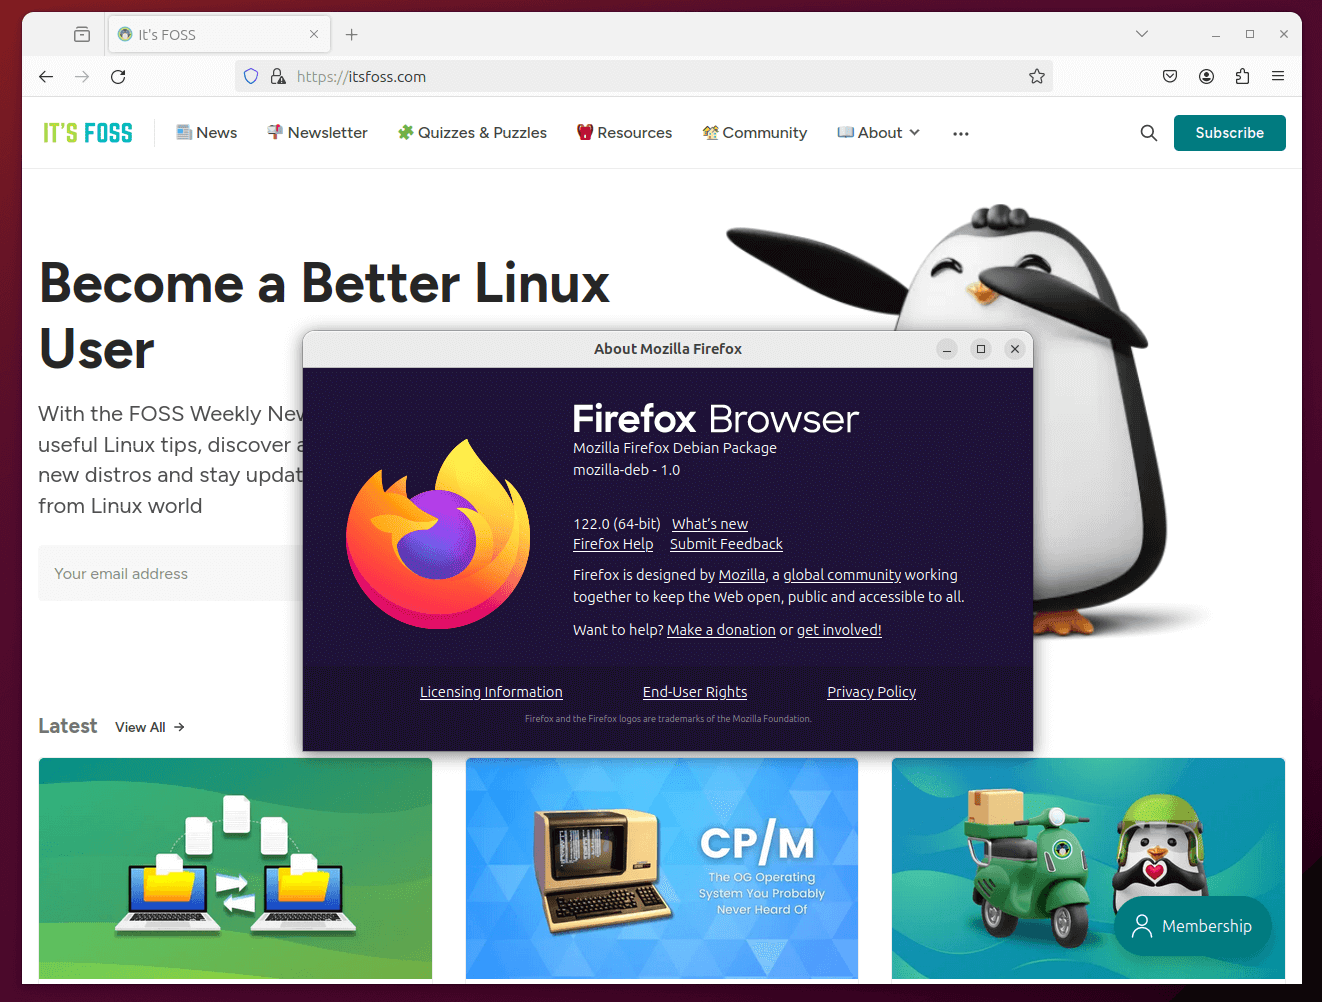 It's FOSS
https://itsfoss.com
IT'S FOSS
News
Newsletter
Quizzes & Puzzles
Resources
Community
About
Subscribe
Become a Better Linux
User
With the FOSS Weekly New
useful Linux tips, discover a
new distros and stay updat
from Linux world
Your email address
About Mozilla Firefox
Firefox Browser
Mozilla Firefox Debian Package
mozilla-deb - 1.0
122.0 (64-bit) What's new
Firefox Help Submit Feedback
Firefox is designed by Mozilla, a global community working
together to keep the Web open, public and accessible to all.
Want to help? Make a donation or get involved!
Licensing Information End-User Rights Privacy Policy
Firefox and the Firefox logos are trademarks of the Mozilla Foundation.
Latest View All →
CP/M
The OG Operating
System You Probably
Never Heard Of
Membership